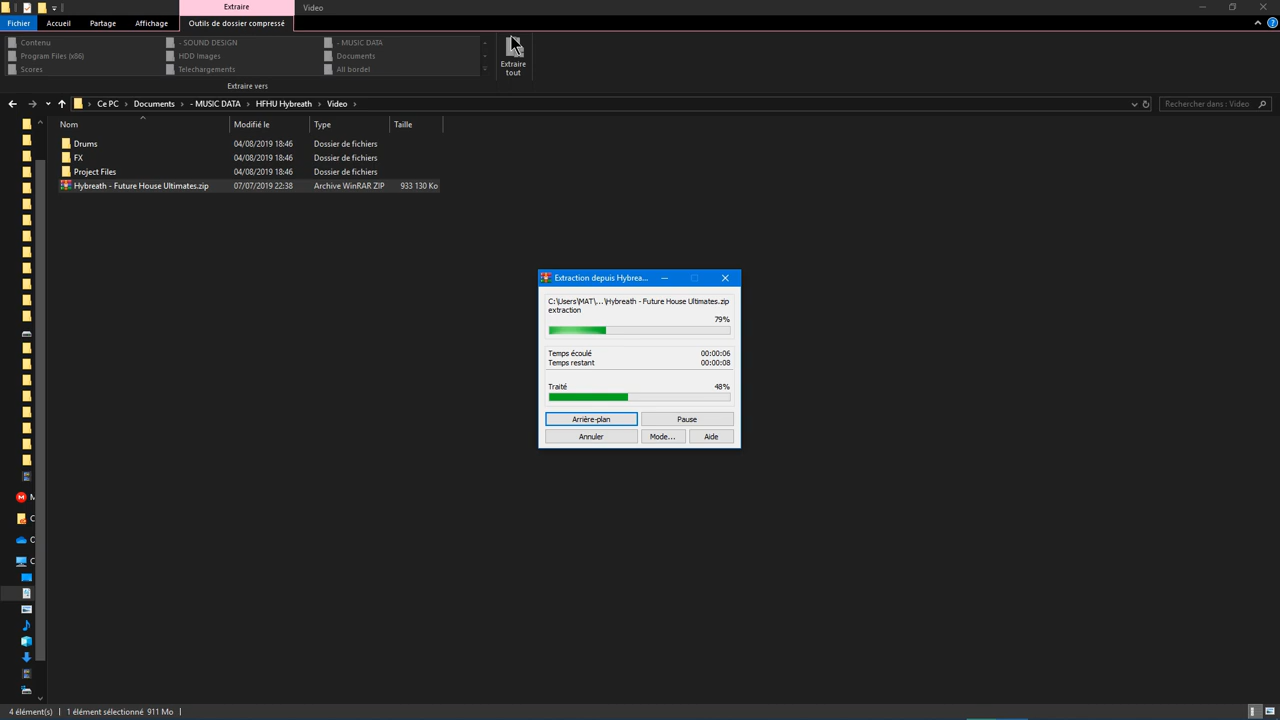 Extraire
Video
Fichier
Accueil
Partage
Affichage
Outils de dossier compressé
Contenu
- SOUND DESIGN
- MUSIC DATA
Program Files (x86)
HDD Images
Documents
Scores
Telechargements
All bordel
Extraire
tout
Extraire vers
Ce PC
Documents
- MUSIC DATA
HFHU Hybreath
Video
Rechercher dans : Video
Nom
Modifié le
Type
Taille
Drums
04/08/2019 18:46
Dossier de fichiers
FX
04/08/2019 18:46
Dossier de fichiers
Project Files
04/08/2019 18:46
Dossier de fichiers
Hybreath - Future House Ultimates.zip
07/07/2019 22:38
Archive WinRAR ZIP
933 130 Ko
Extraction depuis Hybrea...
C:\Users\MAT\,...\Hybreath - Future House Ultimates.zip
extraction
79%
Temps écoulé
00:00:06
Temps restant
00:00:08
Traité
48%
Arrière-plan
Pause
Annuler
Mode...
Aide
M
C
O
C
4 élément(s)
1 élément sélectionné 911 Mo